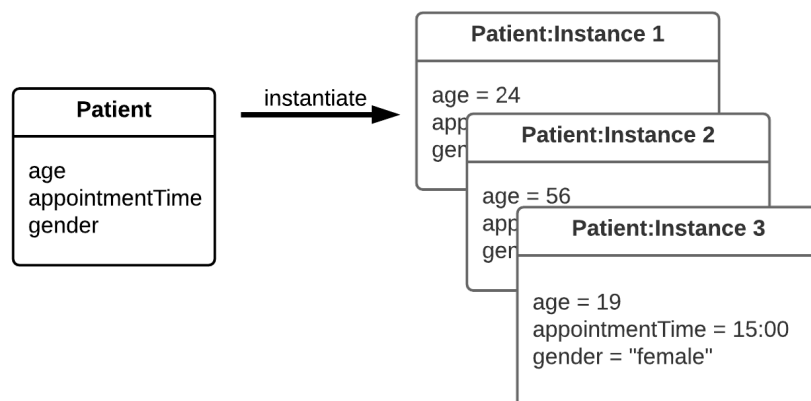 Patient
age
appointmentTime
gender
instantiate
Patient:Instance 1
age = 24
Patient:Instance 2
age = 56
Patient:Instance 3
age = 19
appointmentTime = 15:00
gender = "female"